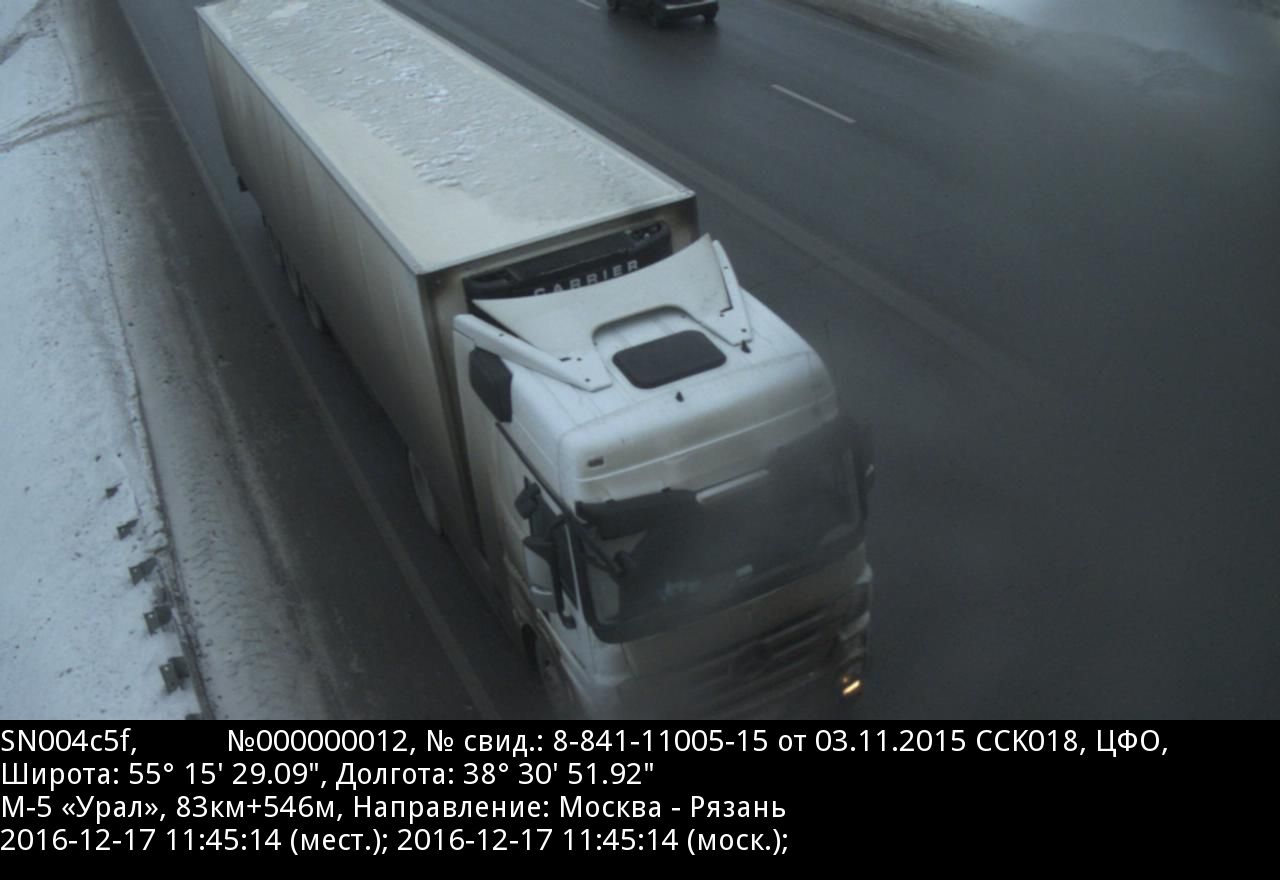 CARRIER
SN004c5f, №000000012, № свид.: 8-841-11005-15 от 03.11.2015 ССК018, ЦФО,
Широта: 55° 15' 29.09", Долгота: 38° 30' 51.92"
М-5 «Урал», 83км+546м, Направление: Москва - Рязань
2016-12-17 11:45:14 (мест.); 2016-12-17 11:45:14 (моск.);